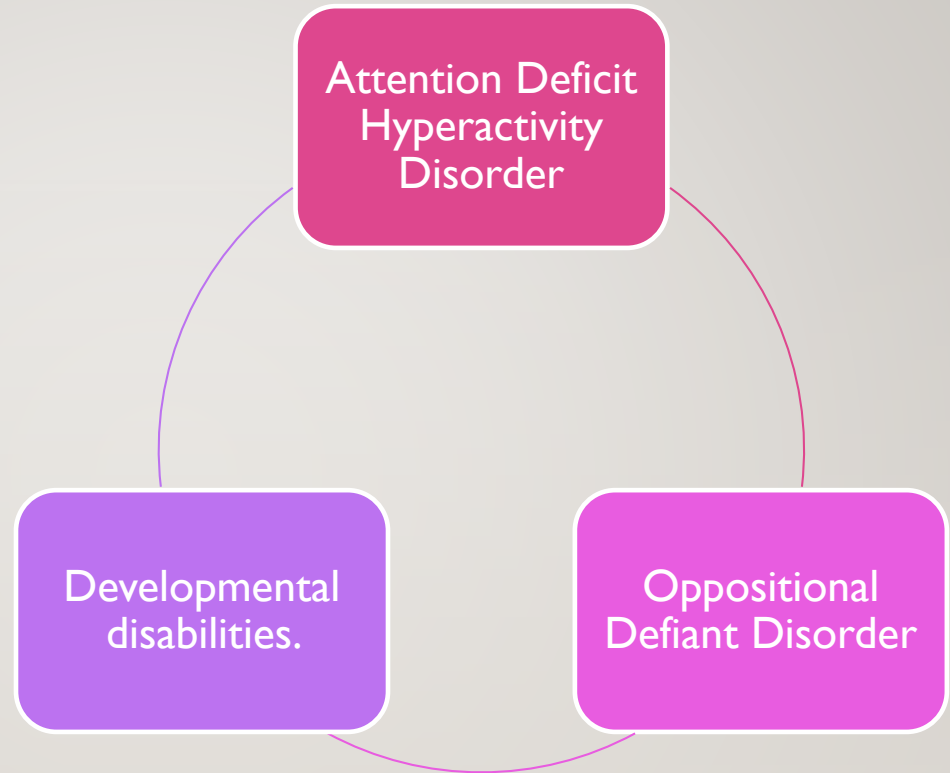 Attention Deficit
Hyperactivity
Disorder
Developmental
disabilities.
Oppositional
Defiant Disorder